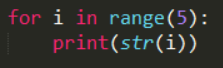 for i in range(5):
    print(str(i))